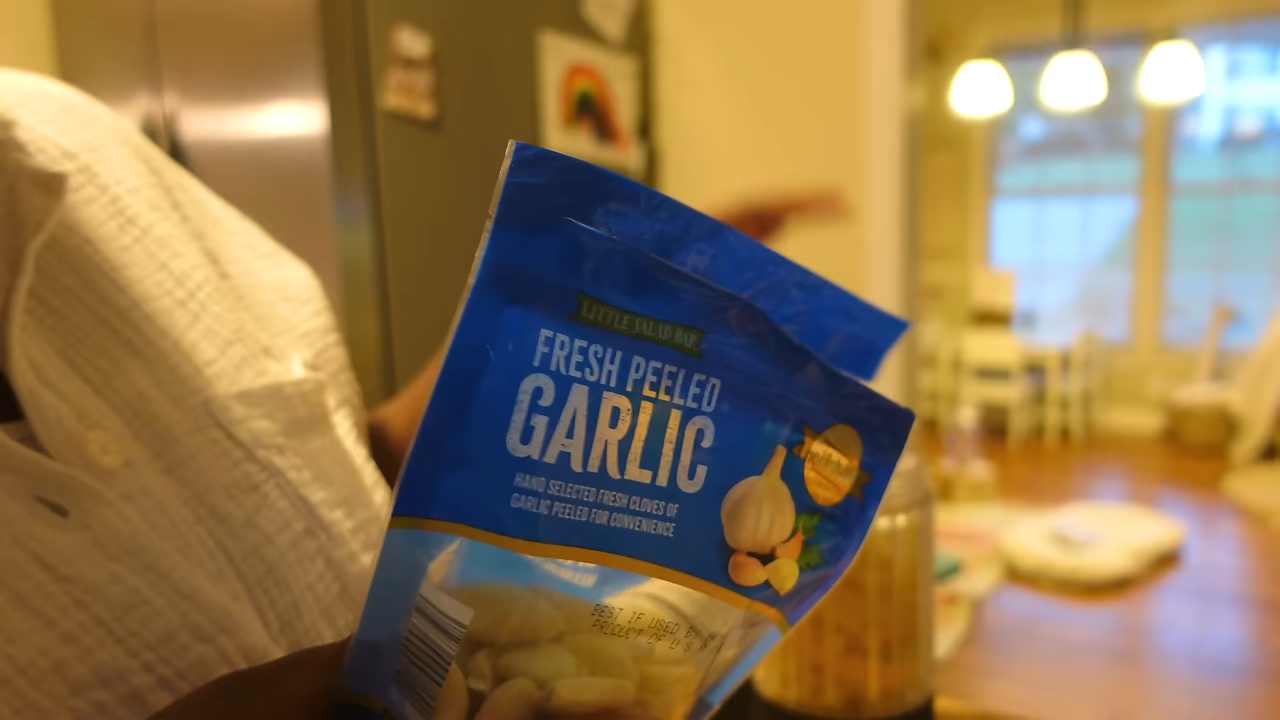 LITTLE SALAD BAR
FRESH PEELED
GARLIC
HAND SELECTED FRESH CLOVES OF
GARLIC PEELED FOR CONVENIENCE
BEST IF USED BY
PRODUCT OF U S